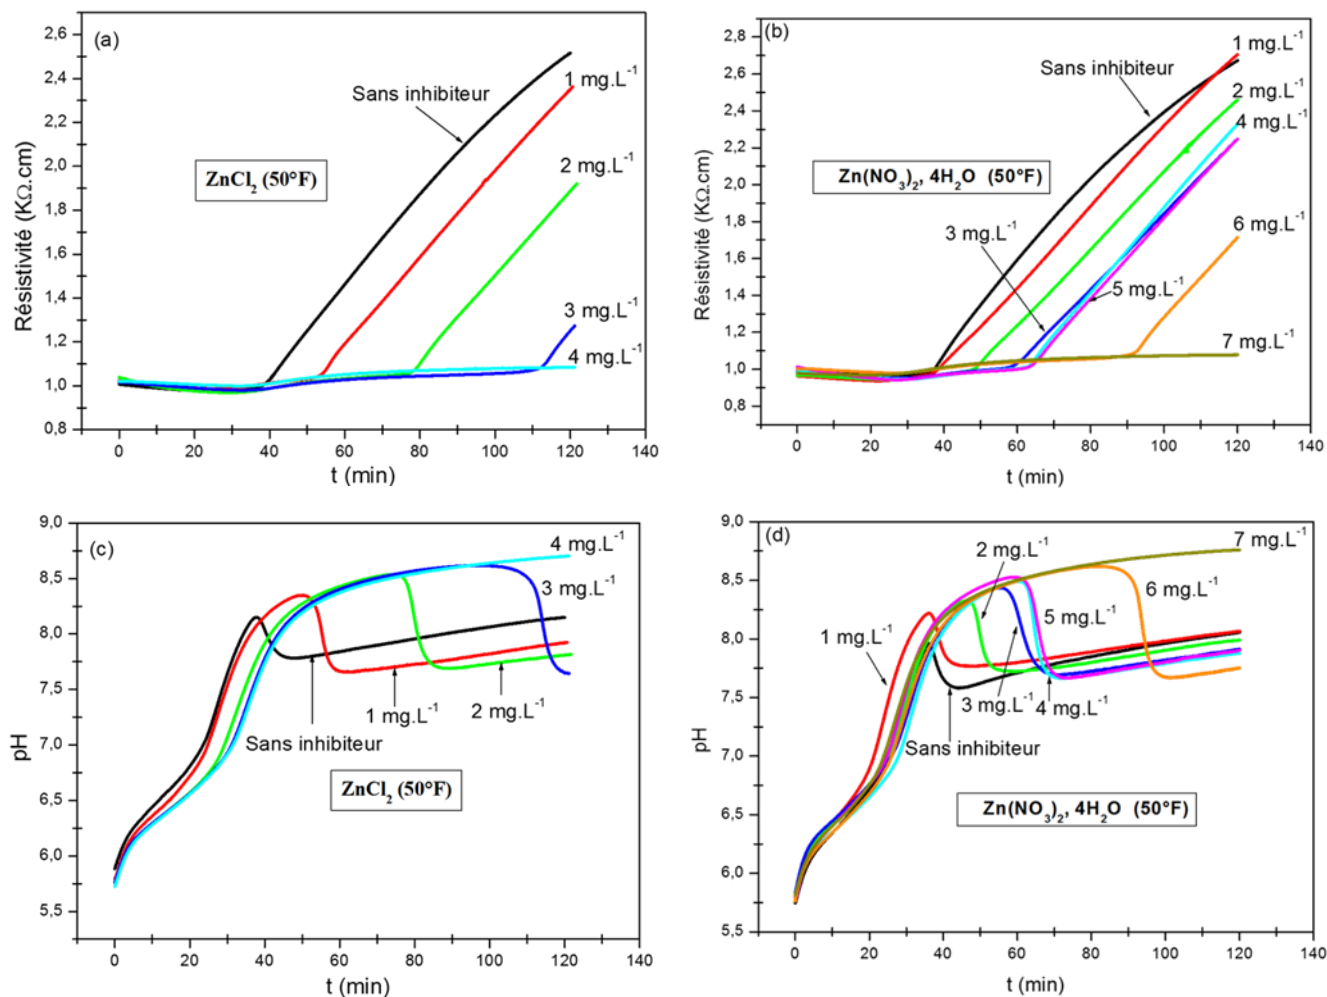 (a)
Résistivité (KΩ.cm)
2,6
2,4
2,2
2,0
1,8
1,6
1,4
1,2
1,0
0,8
Sans inhibiteur
1 mg.L⁻¹
ZnCl₂ (50°F)
2 mg.L⁻¹
3 mg.L⁻¹
4 mg.L⁻¹
0 20 40 60 80 100 120 140
t (min)
(b)
Résistivité (KΩ.cm)
2,8
2,6
2,4
2,2
2,0
1,8
1,6
1,4
1,2
1,0
0,8
1 mg.L⁻¹
Sans inhibiteur
2 mg.L⁻¹
4 mg.L⁻¹
Zn(NO₃)₂, 4H₂O (50°F)
3 mg.L⁻¹
6 mg.L⁻¹
5 mg.L⁻¹
7 mg.L⁻¹
0 20 40 60 80 100 120 140
t (min)
(c)
pH
9,0
8,5
8,0
7,5
7,0
6,5
6,0
5,5
4 mg.L⁻¹
3 mg.L⁻¹
1 mg.L⁻¹
2 mg.L⁻¹
Sans inhibiteur
ZnCl₂ (50°F)
0 20 40 60 80 100 120 140
t (min)
(d)
pH
9,0
8,5
8,0
7,5
7,0
6,5
6,0
5,5
7 mg.L⁻¹
2 mg.L⁻¹
6 mg.L⁻¹
5 mg.L⁻¹
1 mg.L⁻¹
3 mg.L⁻¹
4 mg.L⁻¹
Sans inhibiteur
Zn(NO₃)₂, 4H₂O (50°F)
0 20 40 60 80 100 120 140
t (min)